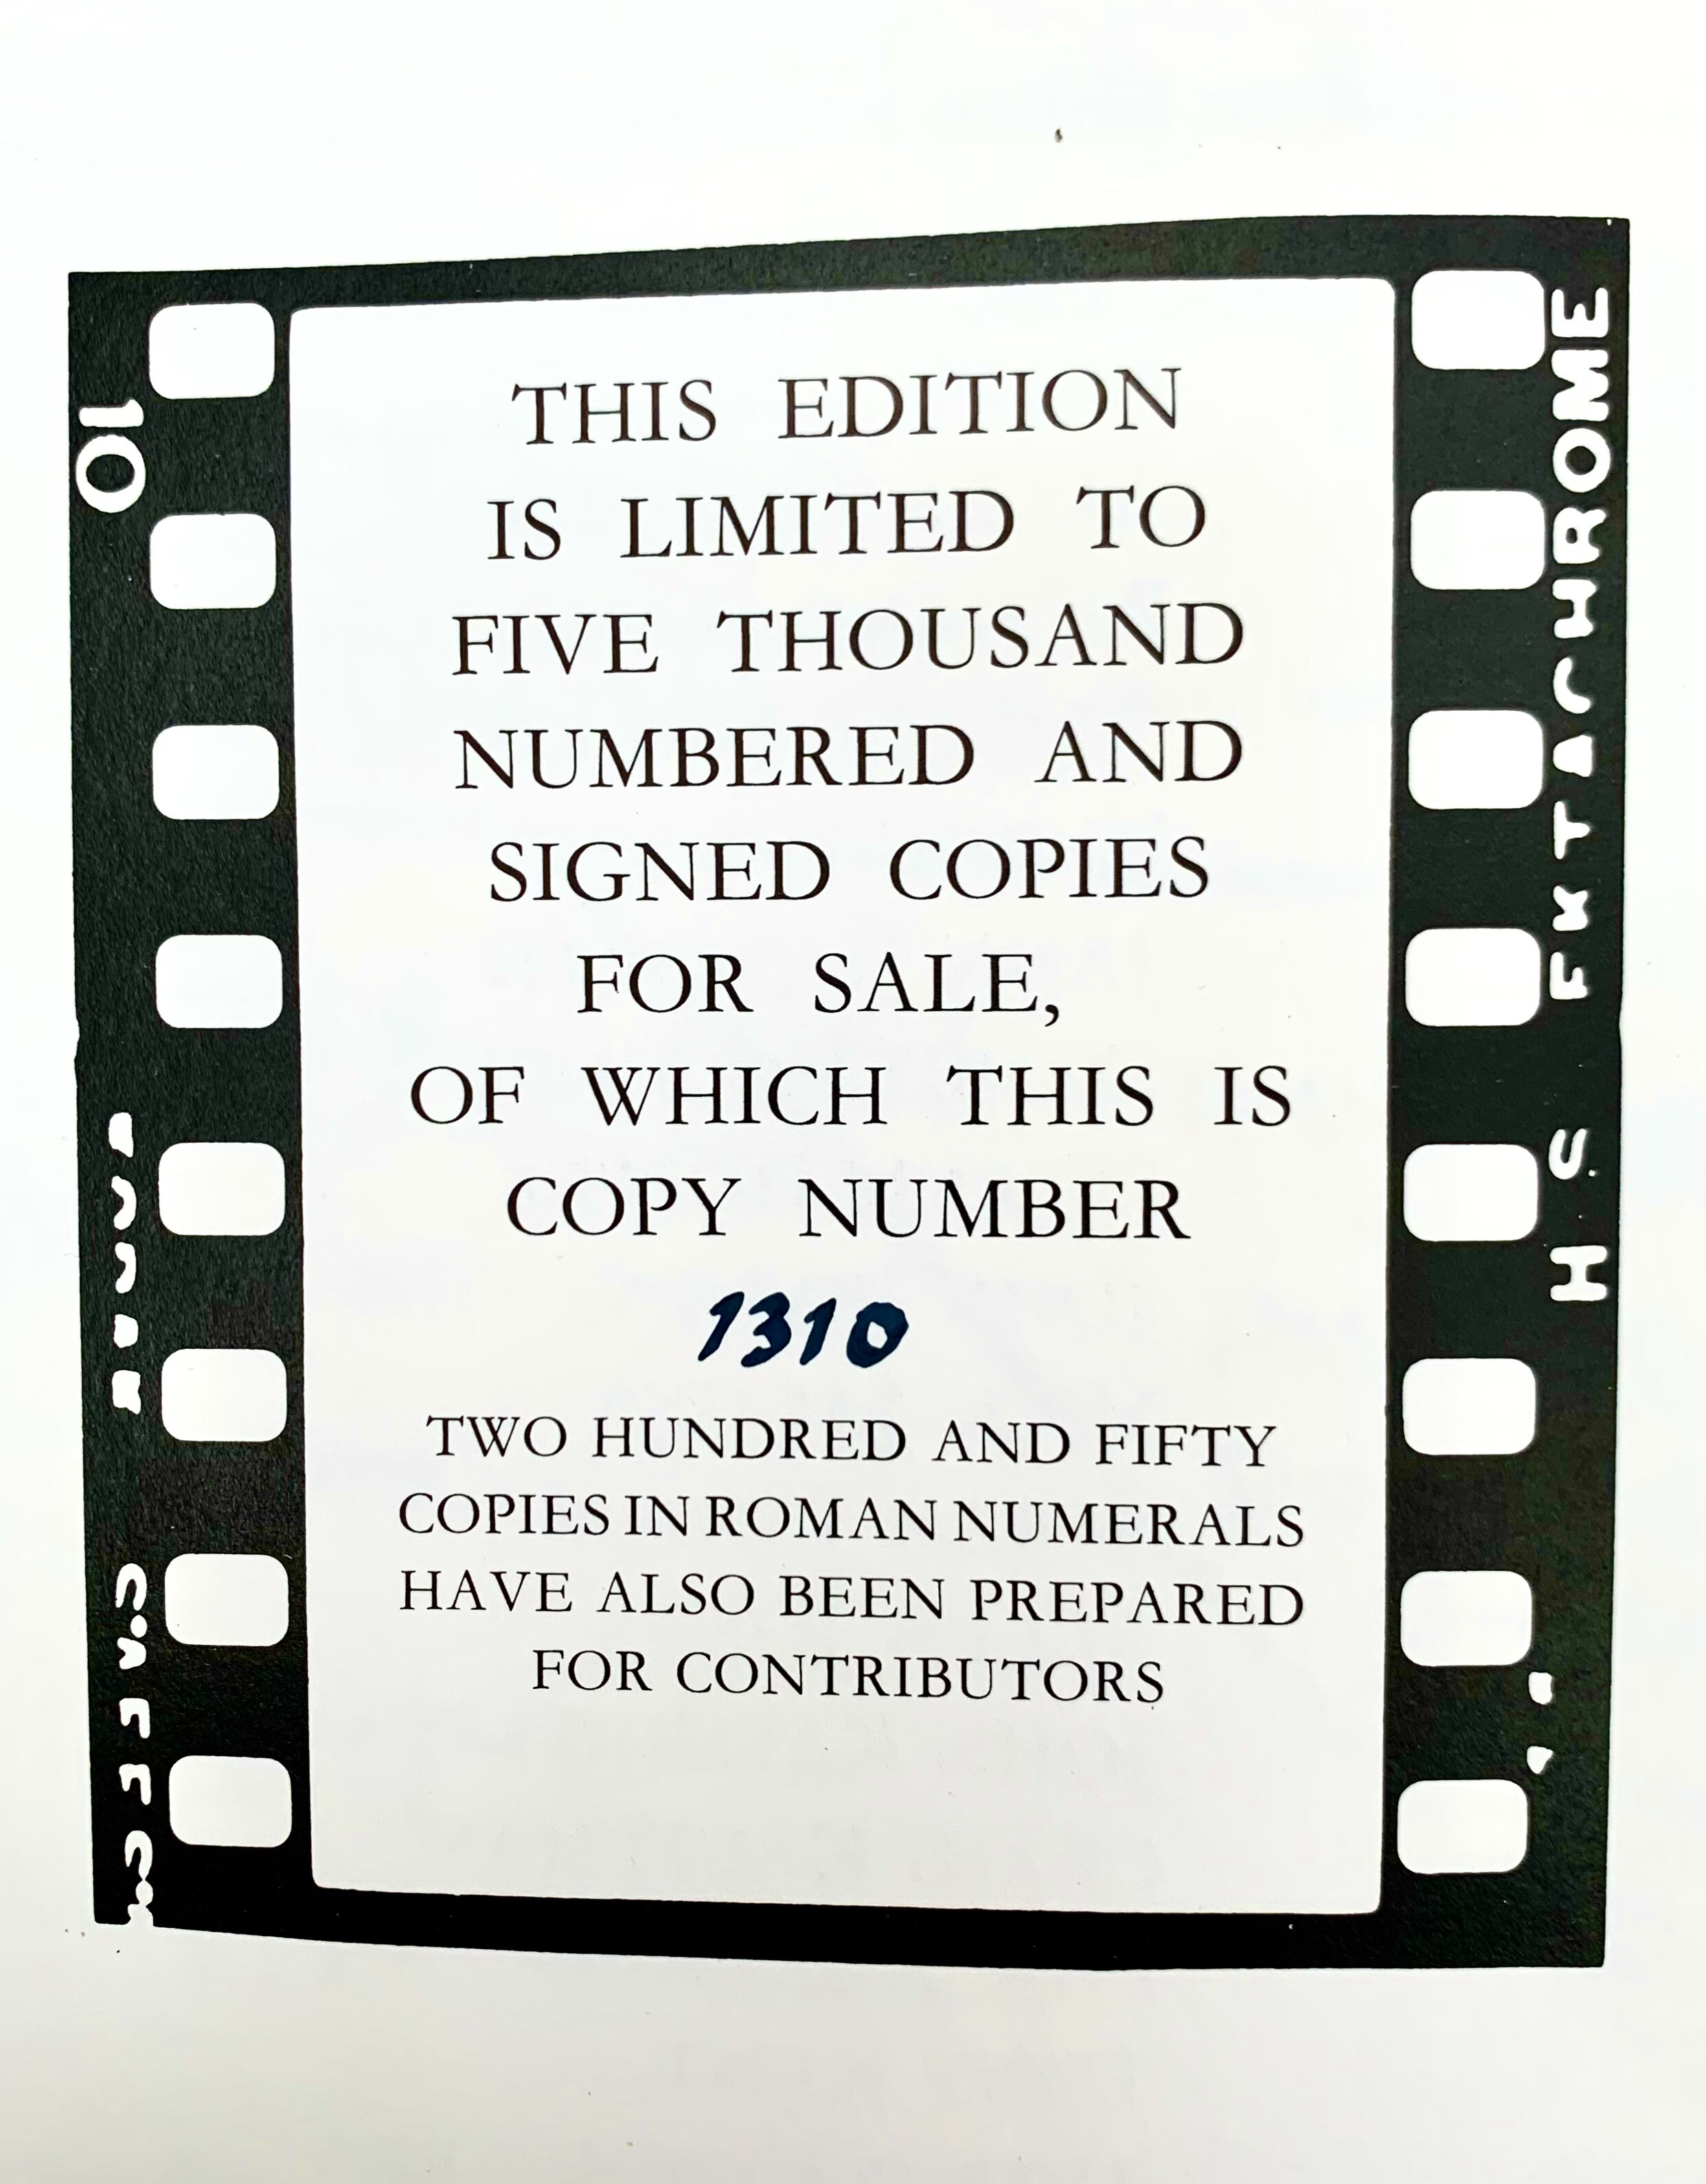 THIS EDITION
IS LIMITED TO
FIVE THOUSAND
NUMBERED AND
SIGNED COPIES
FOR SALE,
OF WHICH THIS IS
COPY NUMBER
1310
TWO HUNDRED AND FIFTY
COPIES IN ROMAN NUMERALS
HAVE ALSO BEEN PREPARED
FOR CONTRIBUTORS
10
H.S. EKTACHROME